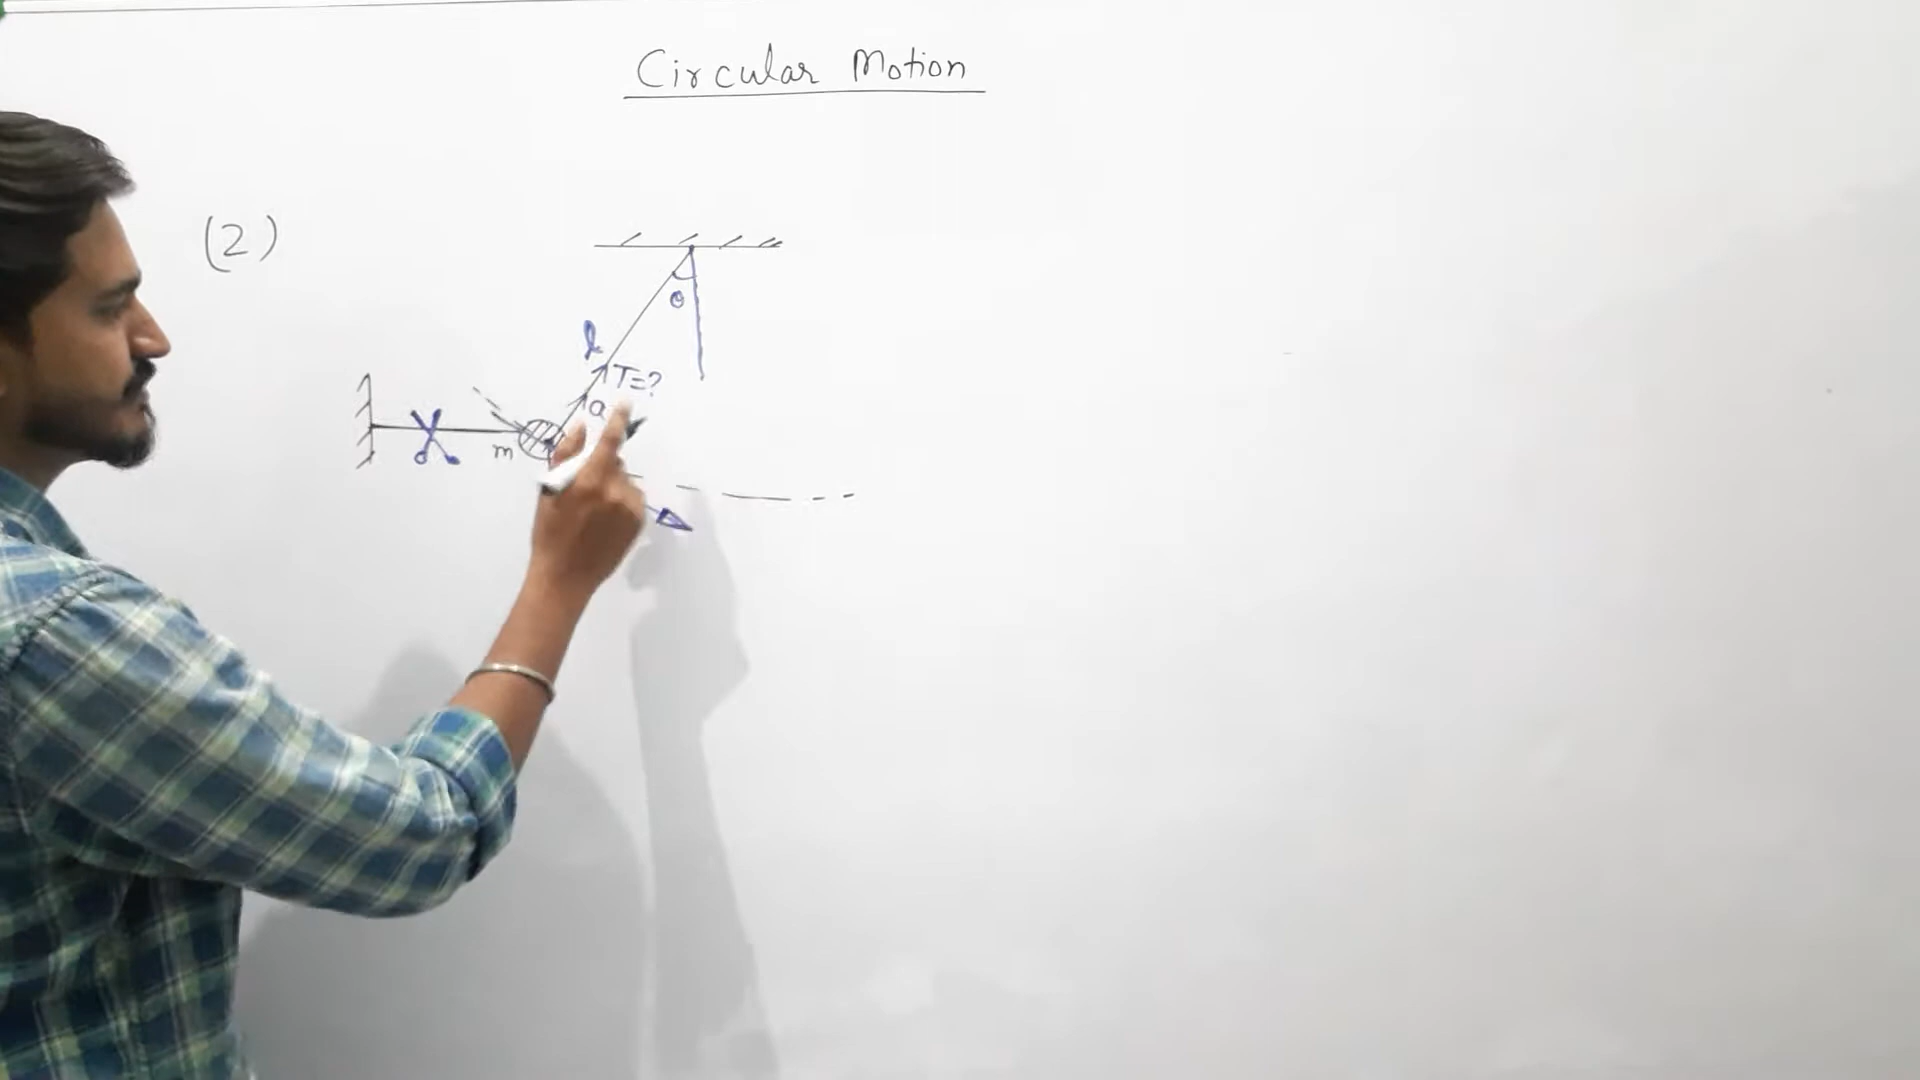 Circular Motion
(2)
θ
l
T=?
a
m